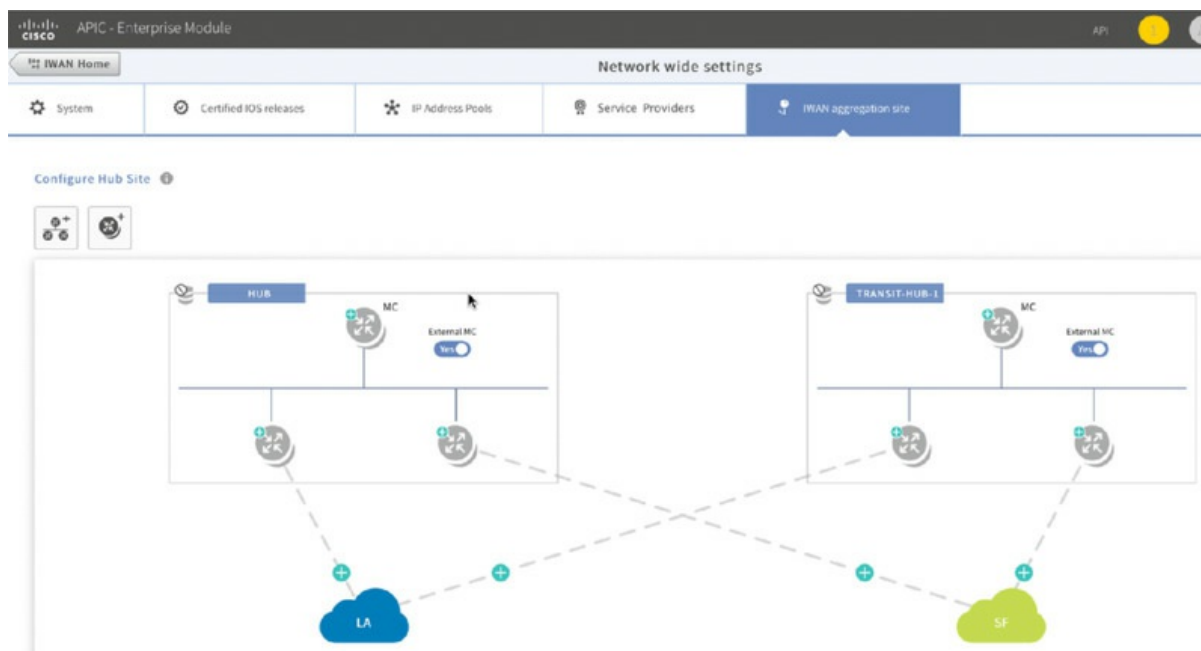 cisco APIC - Enterprise Module API
IWAN Home Network wide settings
System Certified IOS releases IP Address Pools Service Providers IWAN aggregation site
Configure Hub Site
HUB TRANSIT-HUB-1
MC MC
External MC External MC
Yes Yes
LA SF